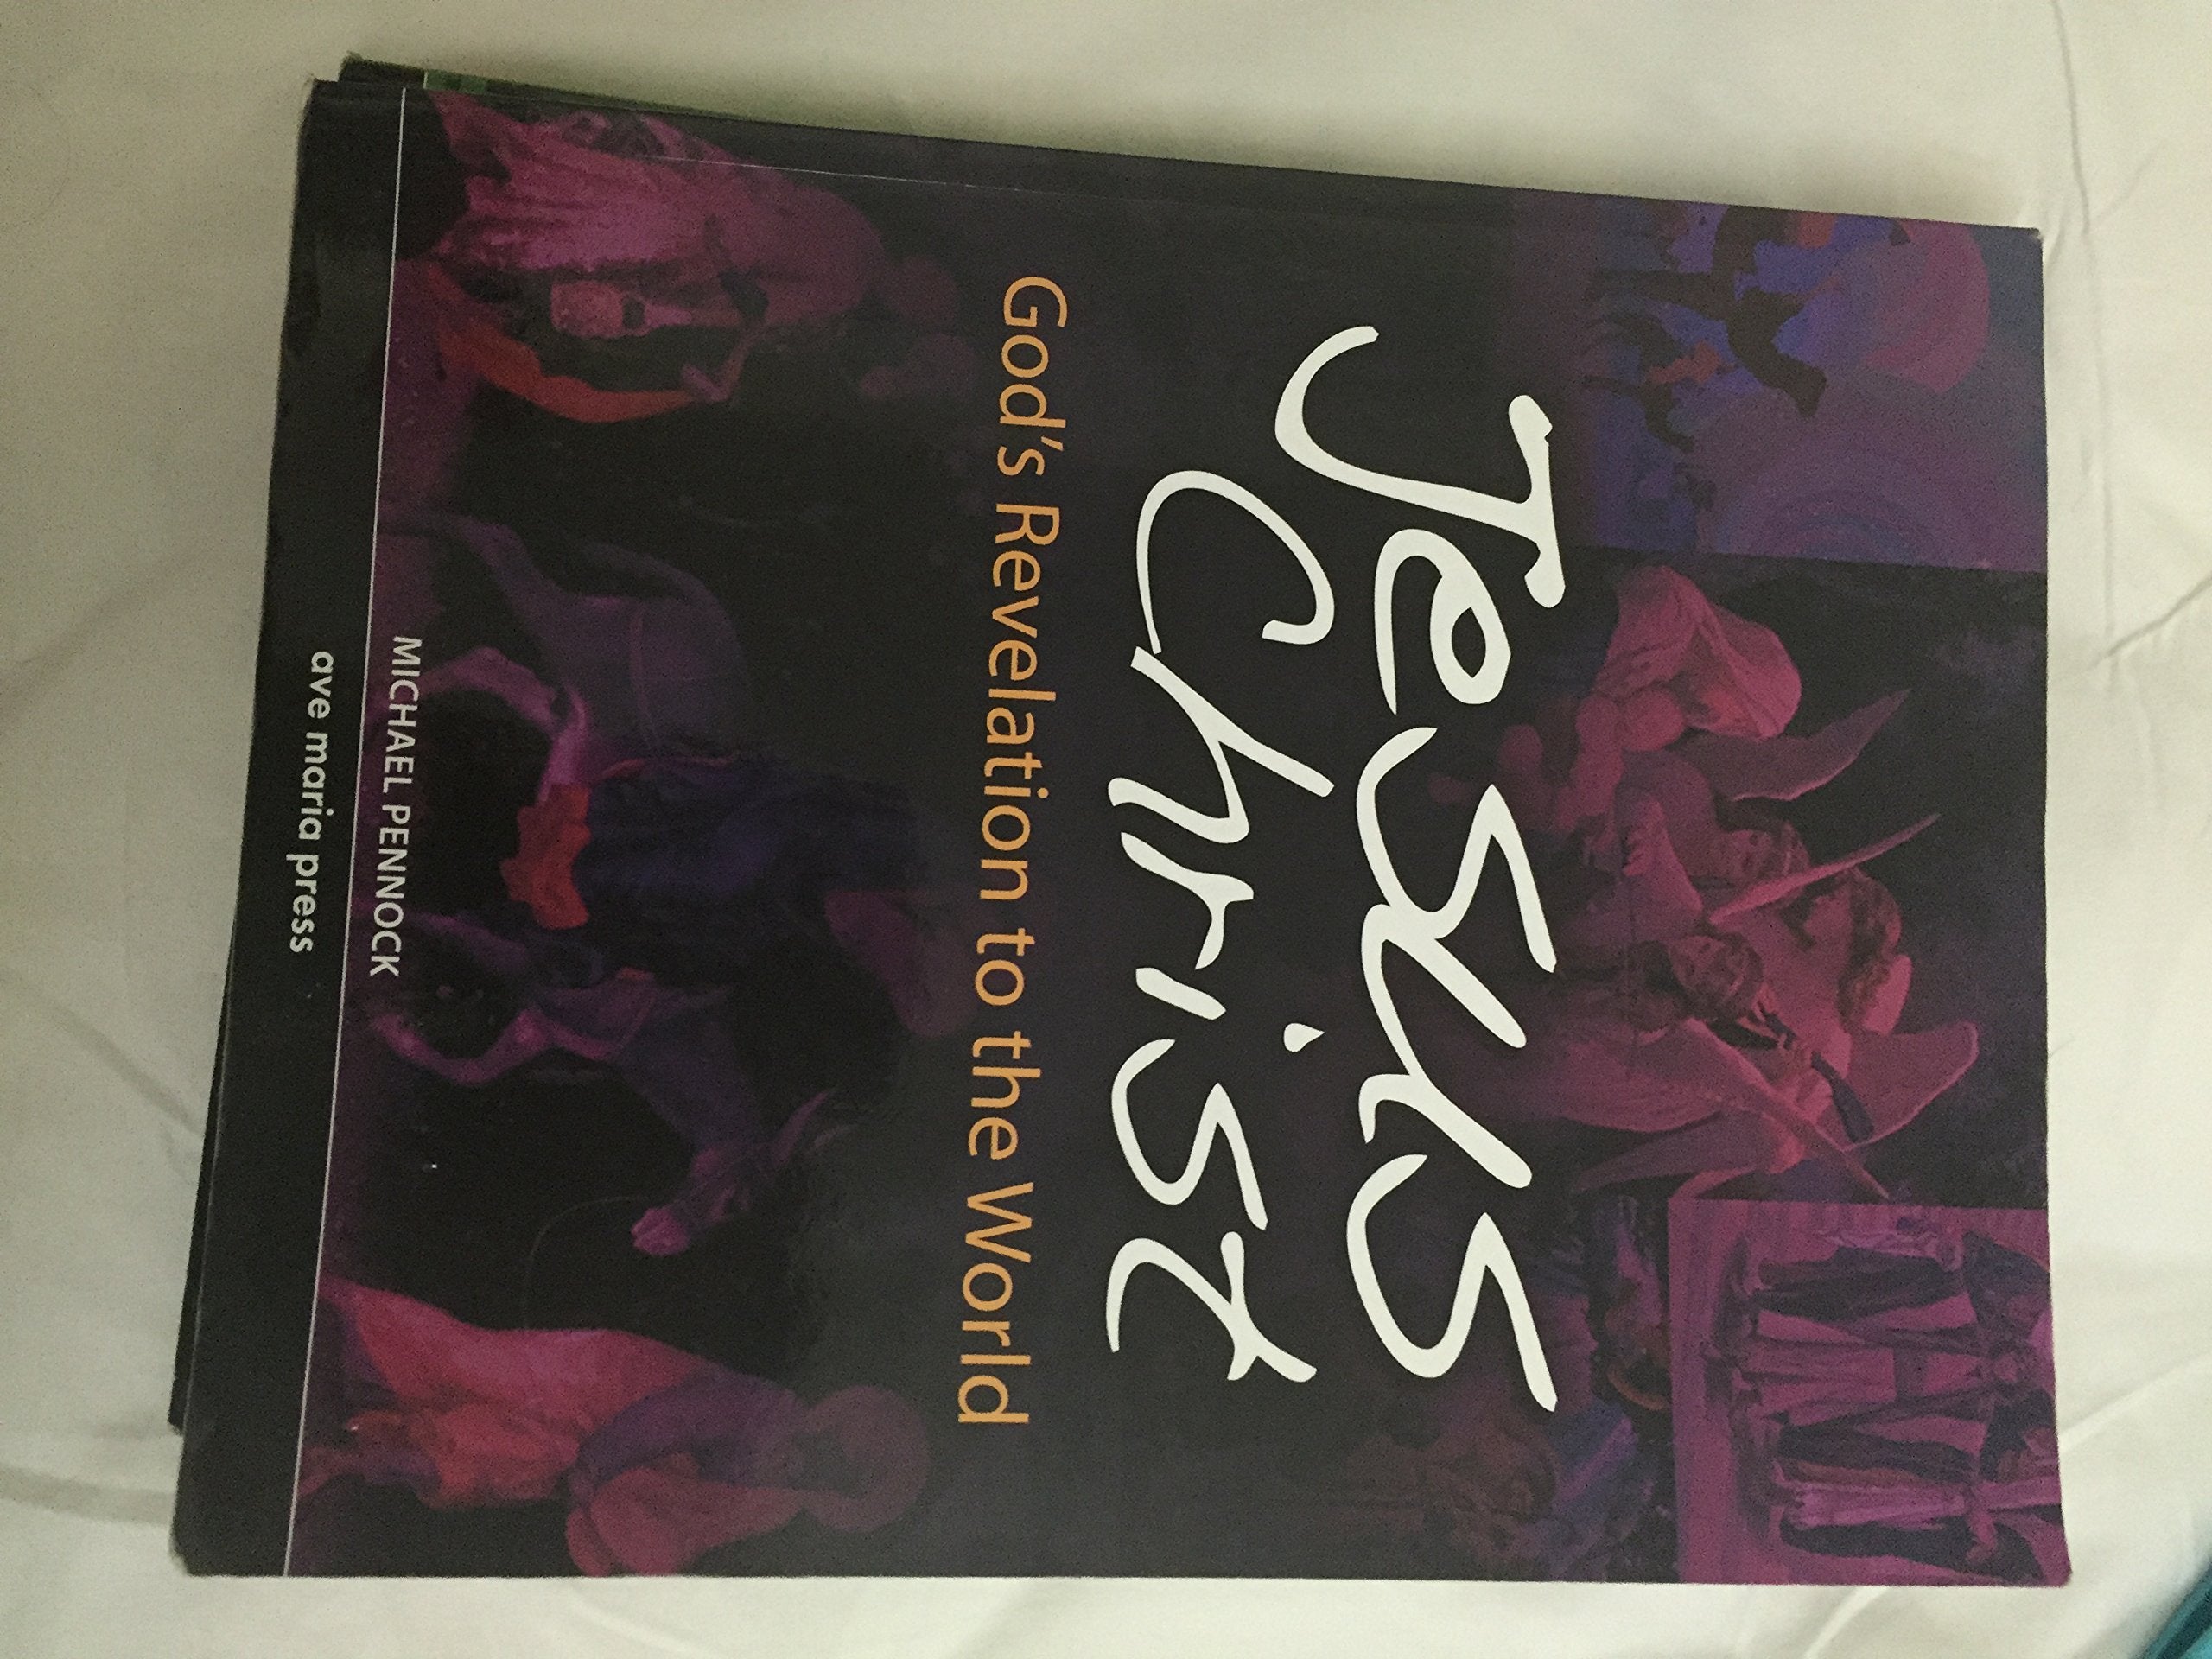 Jesus
Christ
God's Revelation to the World
MICHAEL PENNOCK
ave maria press